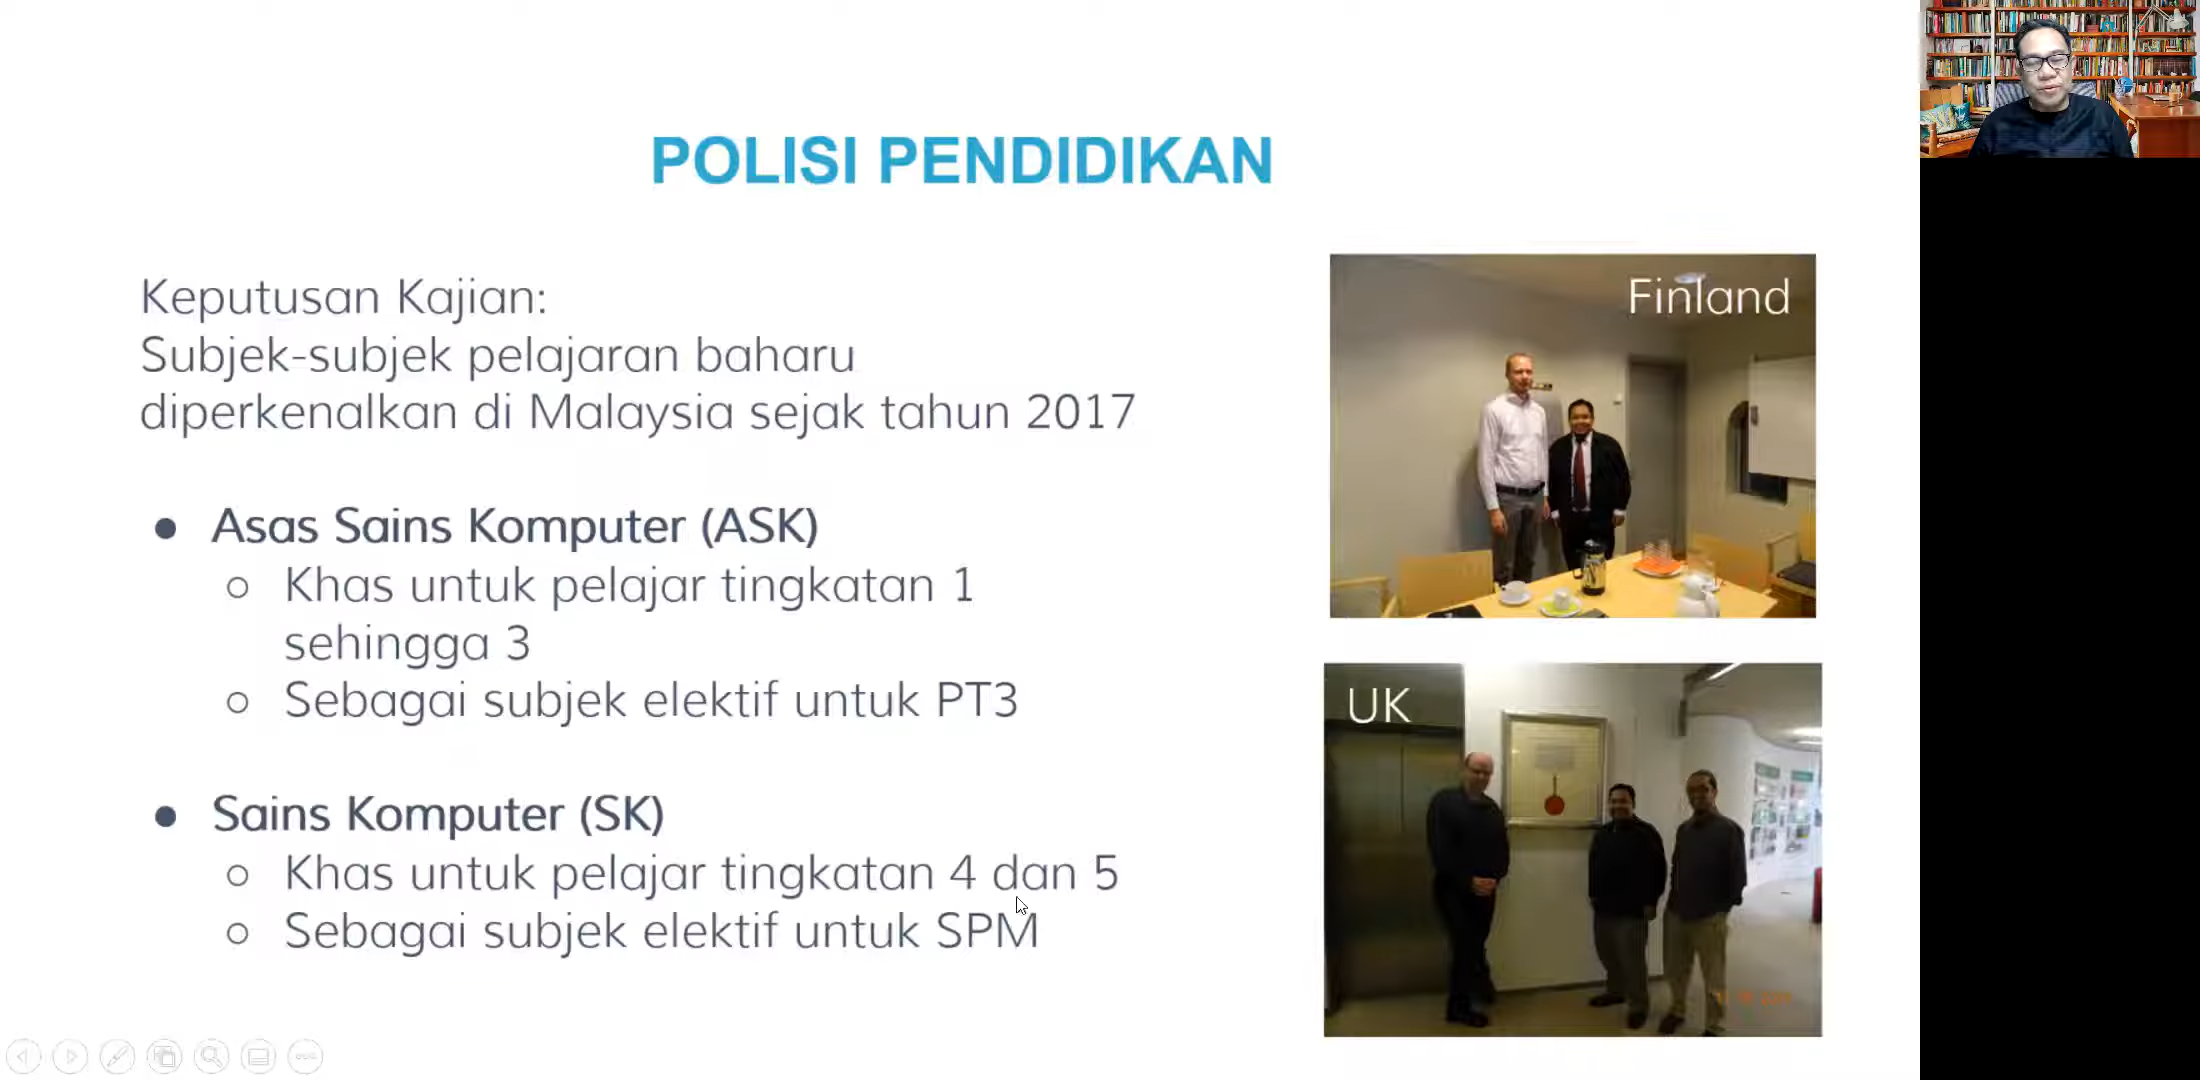 POLISI PENDIDIKAN
Keputusan Kajian:
Subjek-subjek pelajaran baharu
diperkenalkan di Malaysia sejak tahun 2017
Asas Sains Komputer (ASK)
Khas untuk pelajar tingkatan 1
sehingga 3
Sebagai subjek elektif untuk PT3
Sains Komputer (SK)
Khas untuk pelajar tingkatan 4 dan 5
Sebagai subjek elektif untuk SPM
Finland
UK